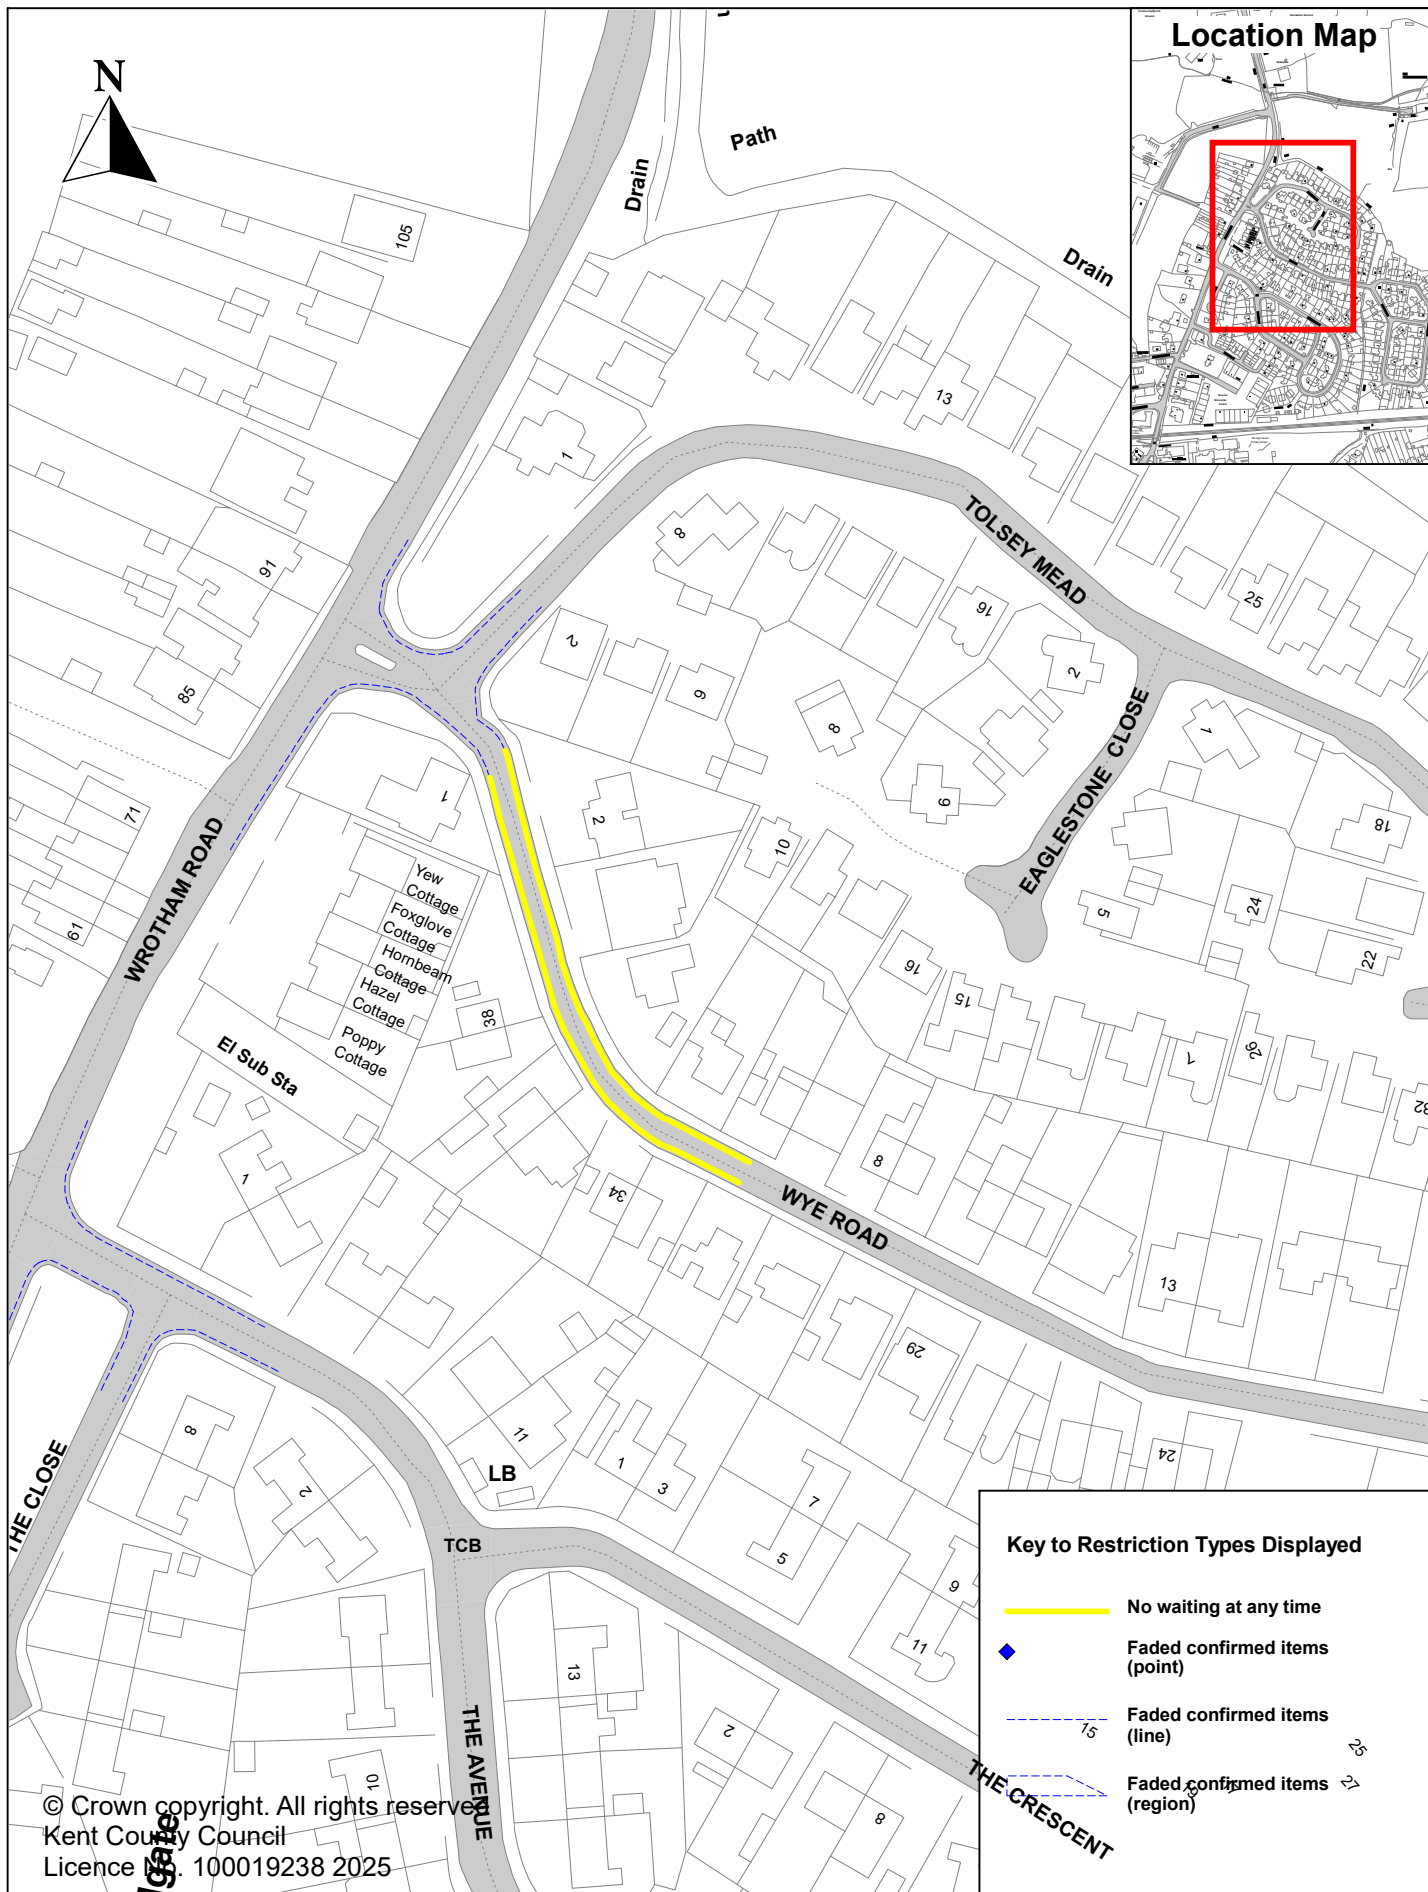 Location Map
N
Path
Drain
Drain
105
13
1
TOLSEY MEAD
8
91
16
25
2
2
6
85
8
1
EAGLESTONE CLOSE
71
1
2
6
18
WROTHAM ROAD
10
Yew
Cottage
Foxglove
Cottage
Hornbeam
Cottage
Hazel
Cottage
Poppy
Cottage
61
5
24
22
16
15
38
El Sub Sta
1
26
32
1
34
8
WYE ROAD
13
29
THE CLOSE
8
2
11
LB
1
3
7
5
24
TCB
9
11
13
2
8
10
THE AVENUE
THE CRESCENT
Key to Restriction Types Displayed
No waiting at any time
Faded confirmed items
(point)
Faded confirmed items
(line)
15
25
Faded confirmed items
(region)
19
27
© Crown copyright. All rights reserved
Kent County Council
Licence No. 100019238 2025